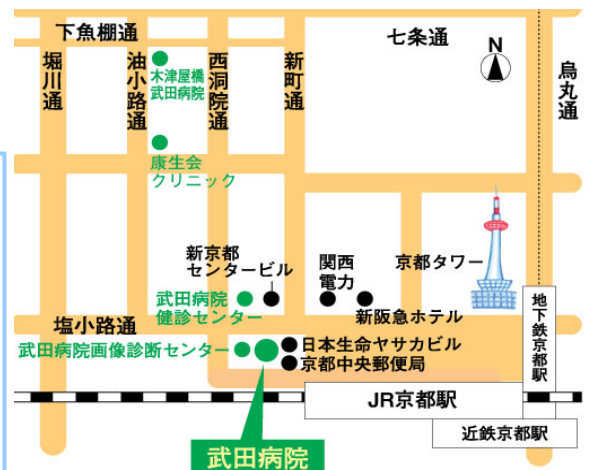 下魚棚通
七条通
N
堀川通
油小路通
西洞院通
新町通
烏丸通
木津屋橋
武田病院
康生会
クリニック
新京都
センタービル
関西
電力
京都タワー
武田病院
健診センター
新阪急ホテル
地下鉄京都駅
塩小路通
武田病院画像診断センター
日本生命ヤサカビル
京都中央郵便局
JR京都駅
近鉄京都駅
武田病院